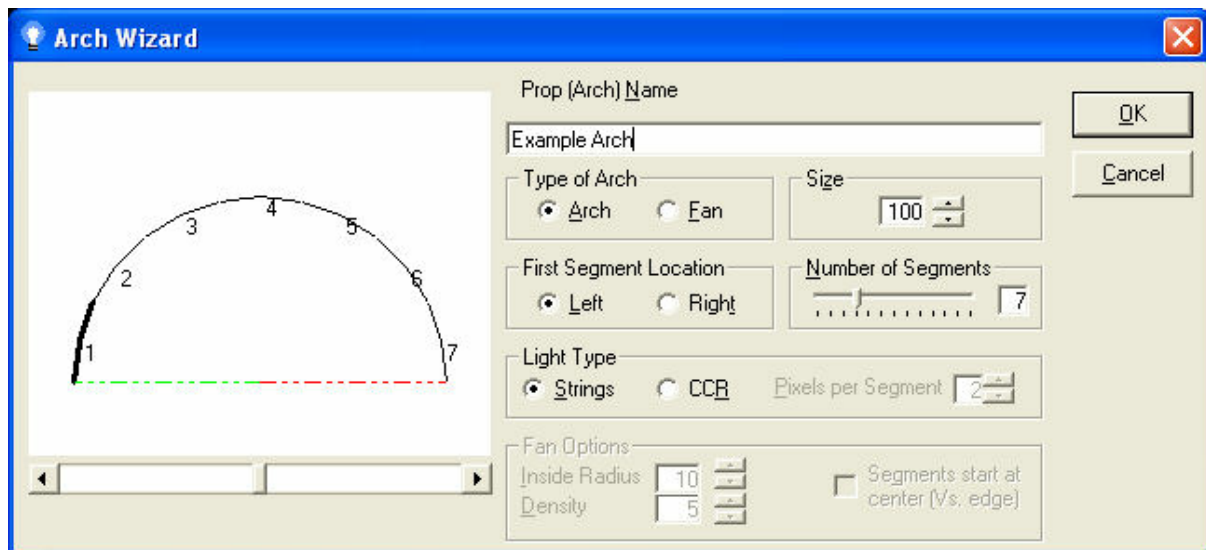 Arch Wizard
Prop (Arch) Name
Example Arch
OK
Cancel
Type of Arch
Arch Fan
Size
100
First Segment Location
Left Right
Number of Segments
7
Light Type
Strings CCR Pixels per Segment 2
Fan Options
Inside Radius 10
Density 5
Segments start at
center (Vs. edge)
1
2
3
4
5
6
7